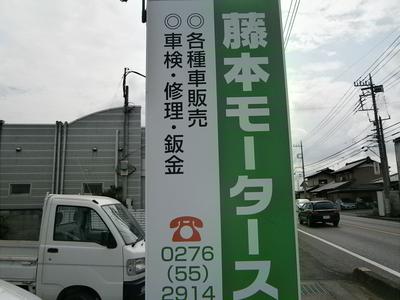 藤本モータース
◎各種車販売
◎車検・修理・鈑金
0276
(55)
2914